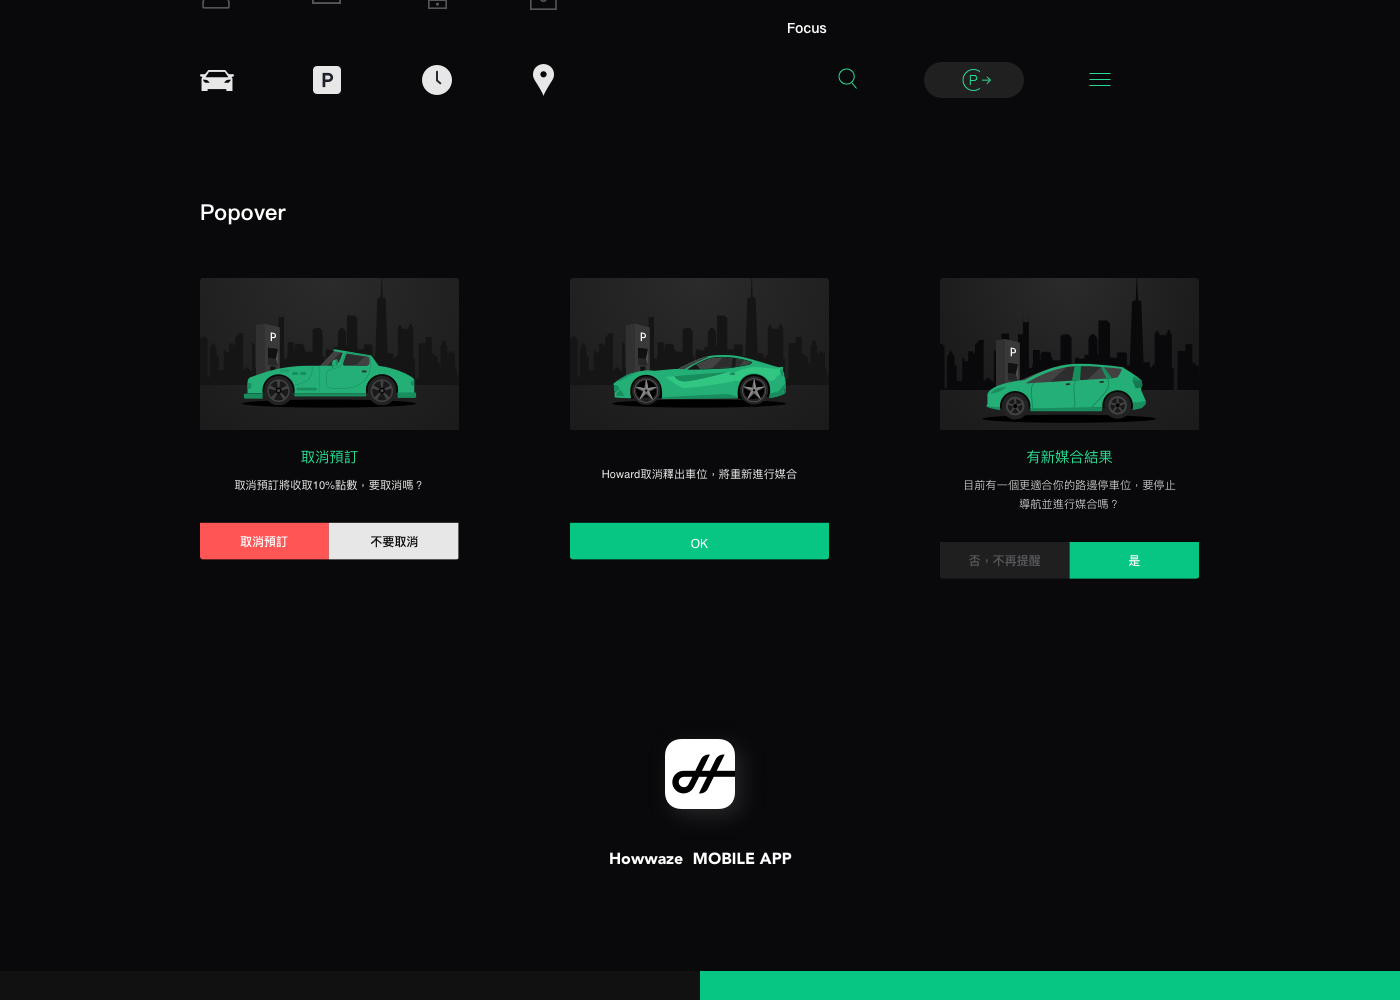 Focus
P
P
Popover
P
P
P
取消預訂
取消預訂將收取10%點數，要取消嗎？
取消預訂
不要取消
Howard取消釋出車位，將重新進行媒合
OK
有新媒合結果
目前有一個更適合你的路邊停車位，要停止
導航並進行媒合嗎？
否，不再提醒
是
Howwaze MOBILE APP